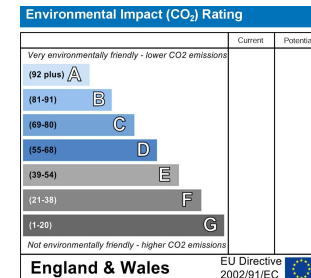 Environmental Impact (CO₂) Rating
Current Potentia
Very environmentally friendly - lower CO2 emissions
(92 plus) A
(81-91) B
(69-80) C
(55-68) D
(39-54) E
(21-38) F
(1-20) G
Not environmentally friendly - higher CO2 emissions
England & Wales
EU Directive
2002/91/EC